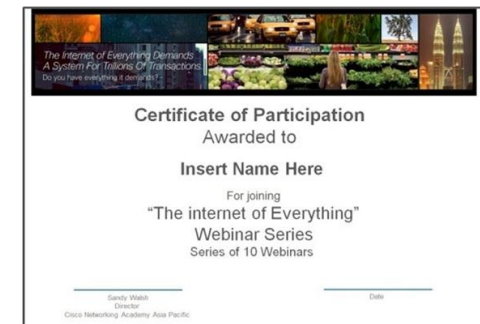 The Internet of Everything Demands
A System For Trillions Of Transactions.
Do you have everything it demands?
Certificate of Participation
Awarded to
Insert Name Here
For joining
“The internet of Everything”
Webinar Series
Series of 10 Webinars
Sandy Walsh
Director
Cisco Networking Academy Asia Pacific
Date